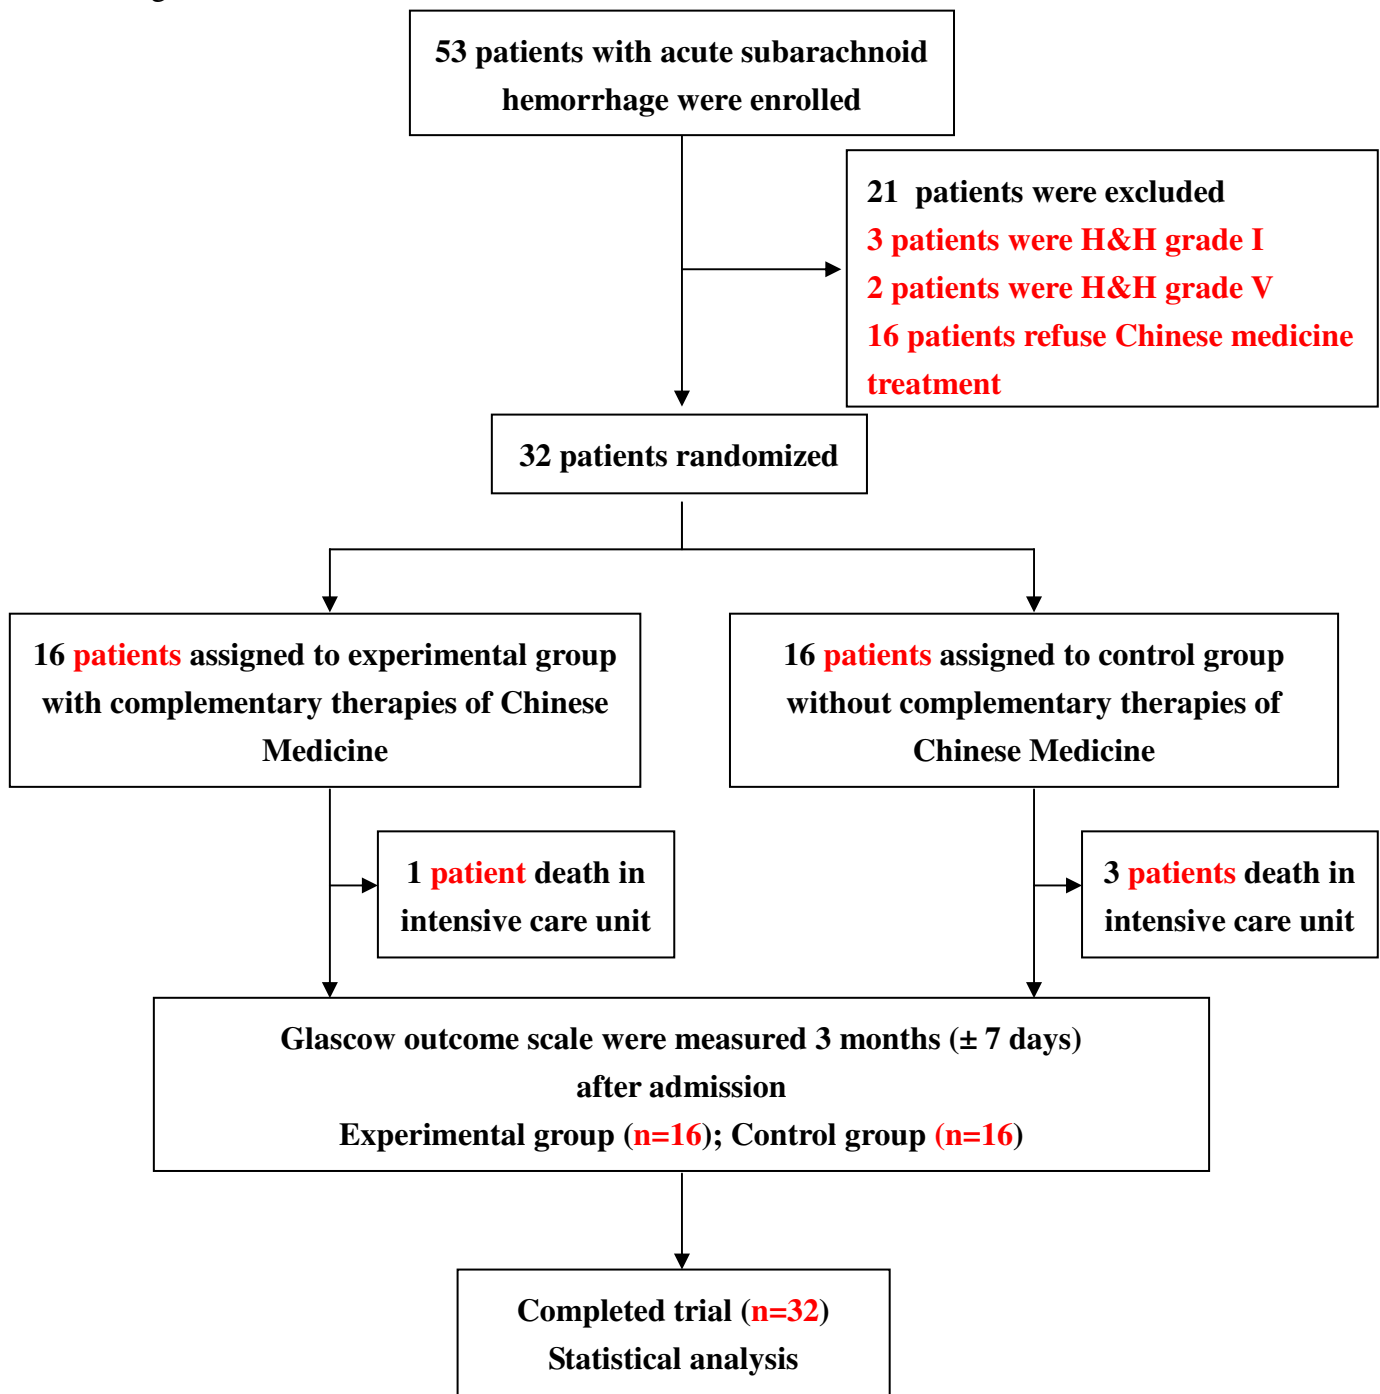 53 patients with acute subarachnoid
hemorrhage were enrolled
21 patients were excluded
3 patients were H&H grade I
2 patients were H&H grade V
16 patients refuse Chinese medicine
treatment
32 patients randomized
16 patients assigned to experimental group
with complementary therapies of Chinese
Medicine
16 patients assigned to control group
without complementary therapies of
Chinese Medicine
1 patient death in
intensive care unit
3 patients death in
intensive care unit
Glascow outcome scale were measured 3 months (± 7 days)
after admission
Experimental group (n=16); Control group (n=16)
Completed trial (n=32)
Statistical analysis